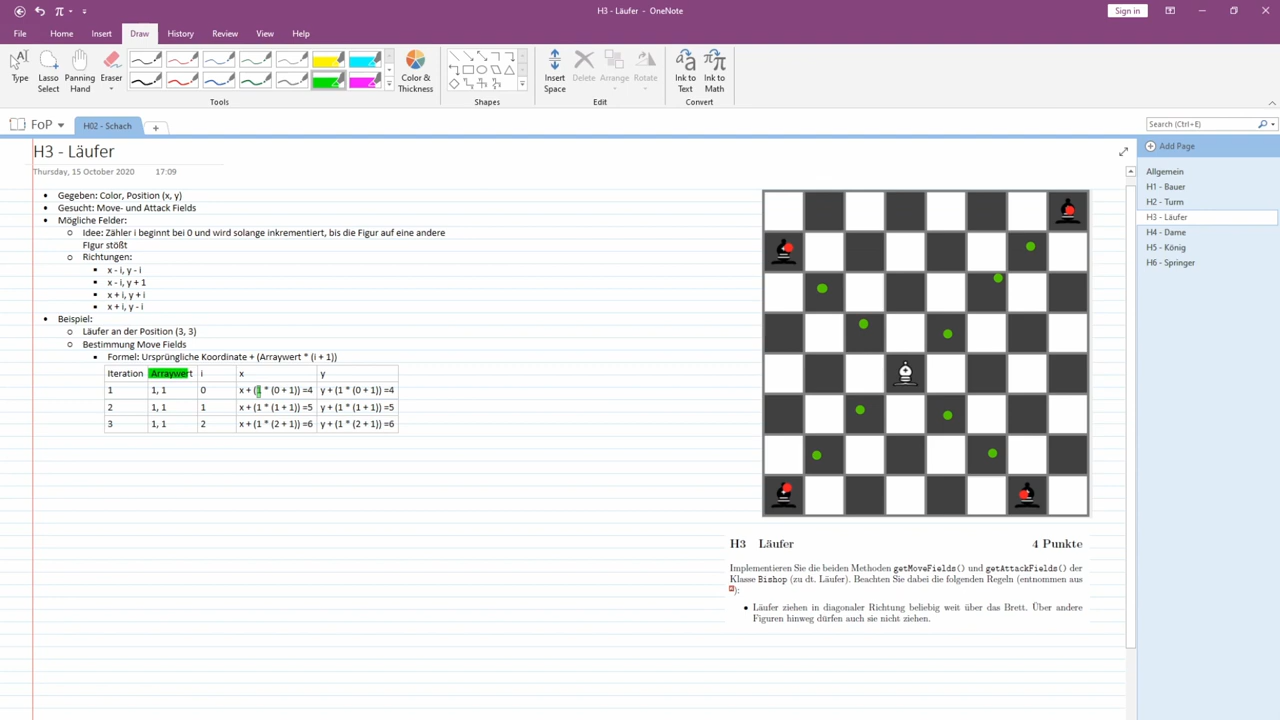 H3 - Läufer - OneNote
Sign in
File Home Insert Draw History Review View Help
Type
Lasso Select
Panning Hand
Eraser
Color & Thickness
Insert Space
Delete
Arrange
Rotate
Ink to Text
Ink to Math
Tools
Shapes
Edit
Convert
FoP
H02 - Schach
Search (Ctrl+E)
H3 - Läufer
Thursday, 15 October 2020 17:09
Gegeben: Color, Position (x, y)
Gesucht: Move- und Attack Fields
Mögliche Felder:
Idee: Zähler i beginnt bei 0 und wird solange inkrementiert, bis die Figur auf eine andere
Figur stößt
Richtungen:
x - i, y - i
x - i, y + 1
x + i, y + i
x + i, y - i
Beispiel:
Läufer an der Position (3, 3)
Bestimmung Move Fields
Formel: Ursprüngliche Koordinate + (Arraywert * (i + 1))
Iteration Arraywert i x y
1 1, 1 0 x + (1 * (0 + 1)) =4 y + (1 * (0 + 1)) =4
2 1, 1 1 x + (1 * (1 + 1)) =5 y + (1 * (1 + 1)) =5
3 1, 1 2 x + (1 * (2 + 1)) =6 y + (1 * (2 + 1)) =6
H3 Läufer 4 Punkte
Implementieren Sie die beiden Methoden getMoveFields() und getAttackFields() der
Klasse Bishop (zu dt. Läufer). Beachten Sie dabei die folgenden Regeln (entnommen aus
):
• Läufer ziehen in diagonaler Richtung beliebig weit über das Brett. Über andere
Figuren hinweg dürfen auch sie nicht ziehen.
Add Page
Allgemein
H1 - Bauer
H2 - Turm
H3 - Läufer
H4 - Dame
H5 - König
H6 - Springer